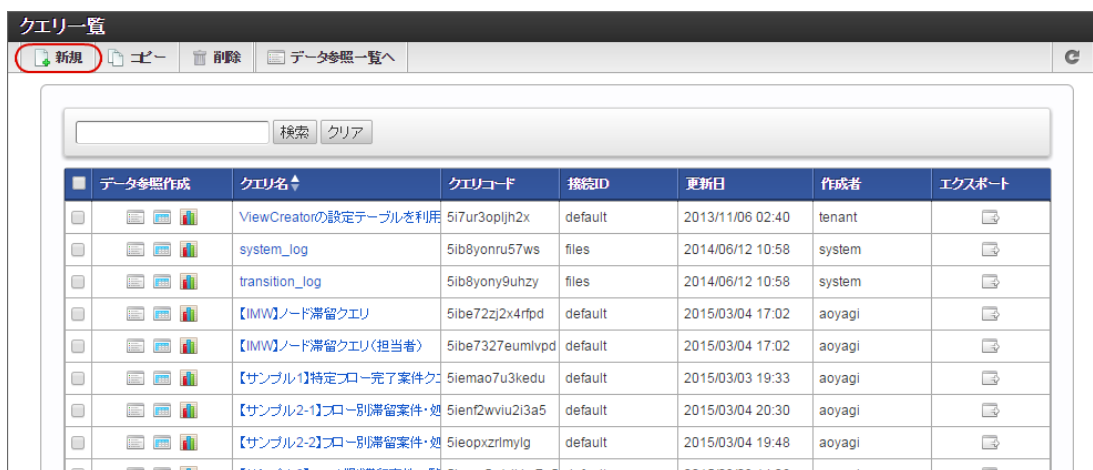 クエリ一覧
新規 コピー 削除 データ参照一覧へ
検索 クリア
データ参照作成 クエリ名 クエリコード 接続ID 更新日 作成者 エクスポート
ViewCreatorの設定テーブルを利用 5i7ur3opljh2x default 2013/11/06 02:40 tenant
system_log 5ib8yonru57ws files 2014/06/12 10:58 system
transition_log 5ib8yony9uhzy files 2014/06/12 10:58 system
【IMW】ノード滞留クエリ 5ibe72zj2x4rfpd default 2015/03/04 17:02 aoyagi
【IMW】ノード滞留クエリ(担当者) 5ibe7327eumlvpd default 2015/03/04 17:02 aoyagi
【サンプル1】特定フロー完了案件ク 5iemao7u3kedu default 2015/03/03 19:33 aoyagi
【サンプル2-1】フロー別滞留案件・処 5ienf2wviu2i3a5 default 2015/03/04 20:30 aoyagi
【サンプル2-2】フロー別滞留案件・処 5ieopxzrlmylg default 2015/03/04 19:48 aoyagi